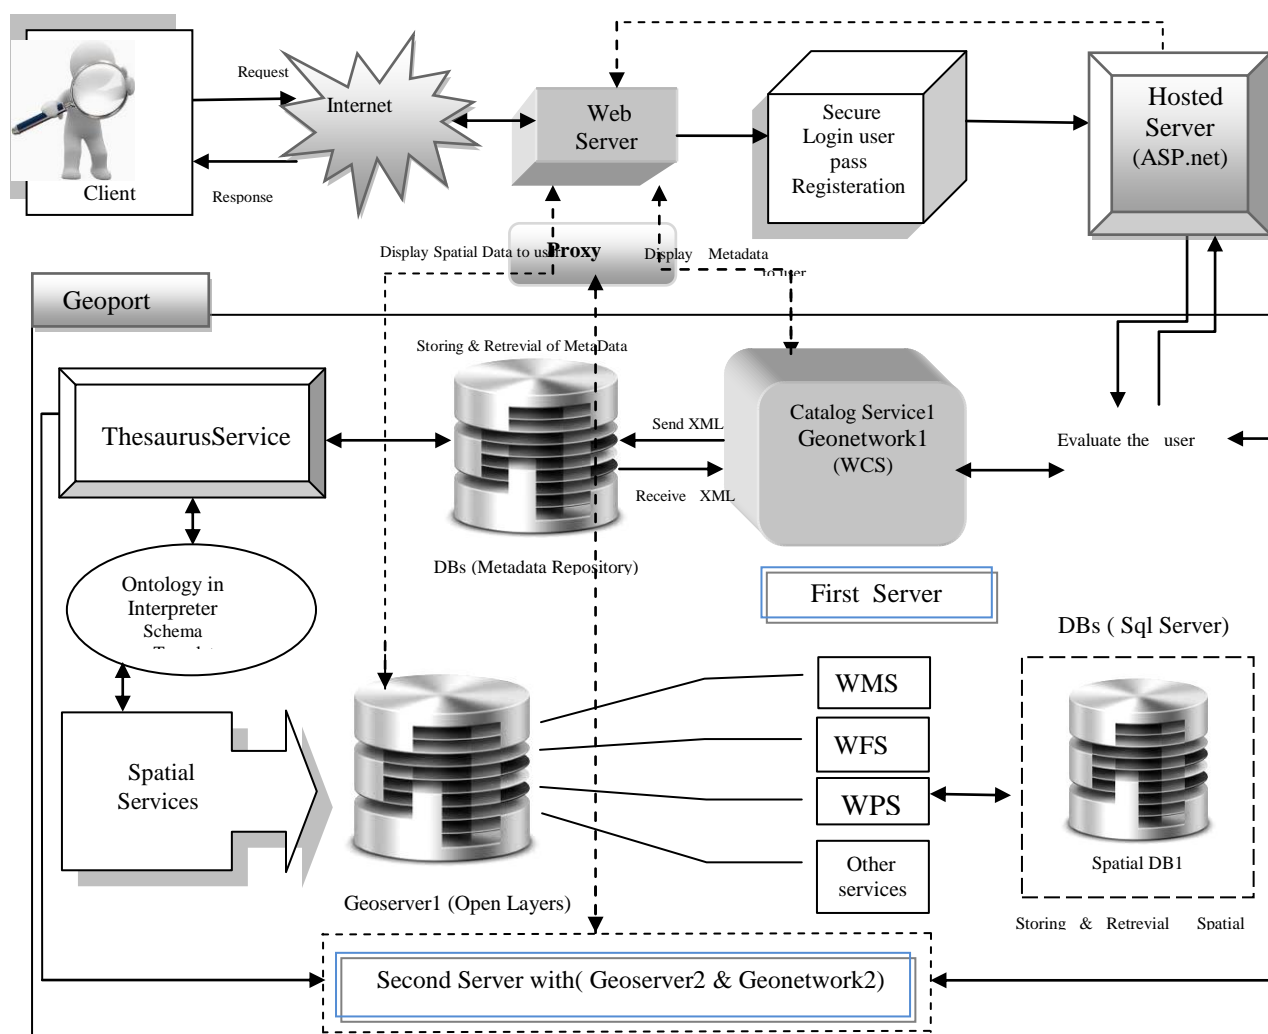 Request
Internet
Response
Client
Web
Server
Secure
Login user
pass
Registeration
Hosted
Server
(ASP.net)
Display Spatial Data to user
Proxy
Display Metadata
to user
Geoport
Storing & Retrevial of MetaData
ThesaurusService
Send XML
Receive XML
Catalog Service1
Geonetwork1
(WCS)
Evaluate the user
DBs (Metadata Repository)
First Server
Ontology in
Interpreter
Schema
DBs ( Sql Server)
WMS
WFS
WPS
Other
services
Spatial
Services
Spatial DB1
Geoserver1 (Open Layers)
Storing & Retrevial Spatial
Second Server with( Geoserver2 & Geonetwork2)